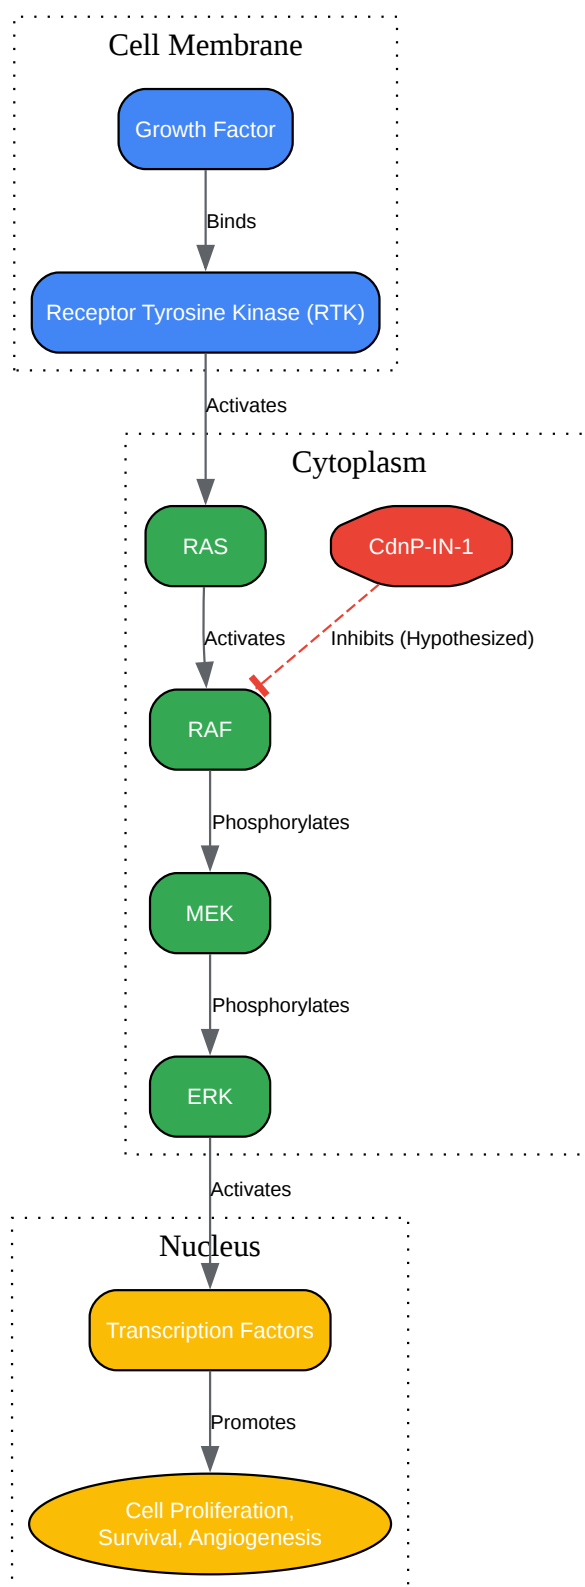 Cell Membrane
Growth Factor
Binds
Receptor Tyrosine Kinase (RTK)
Activates
Cytoplasm
RAS
CdnP-IN-1
Activates
Inhibits (Hypothesized)
RAF
Phosphorylates
MEK
Phosphorylates
ERK
Activates
Nucleus
Transcription Factors
Promotes
Cell Proliferation,
Survival, Angiogenesis